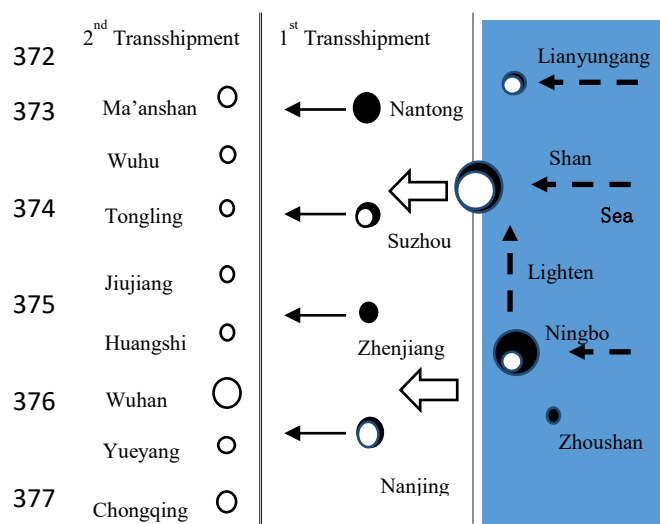 2nd Transshipment
1st Transshipment
372
Lianyungang
373
Ma’anshan
Nantong
Wuhu
Shan
374
Tongling
Sea
Suzhou
Jiujiang
Lighten
375
Huangshi
Zhenjiang
Ningbo
376
Wuhan
Yueyang
Zhoushan
Nanjing
377
Chongqing